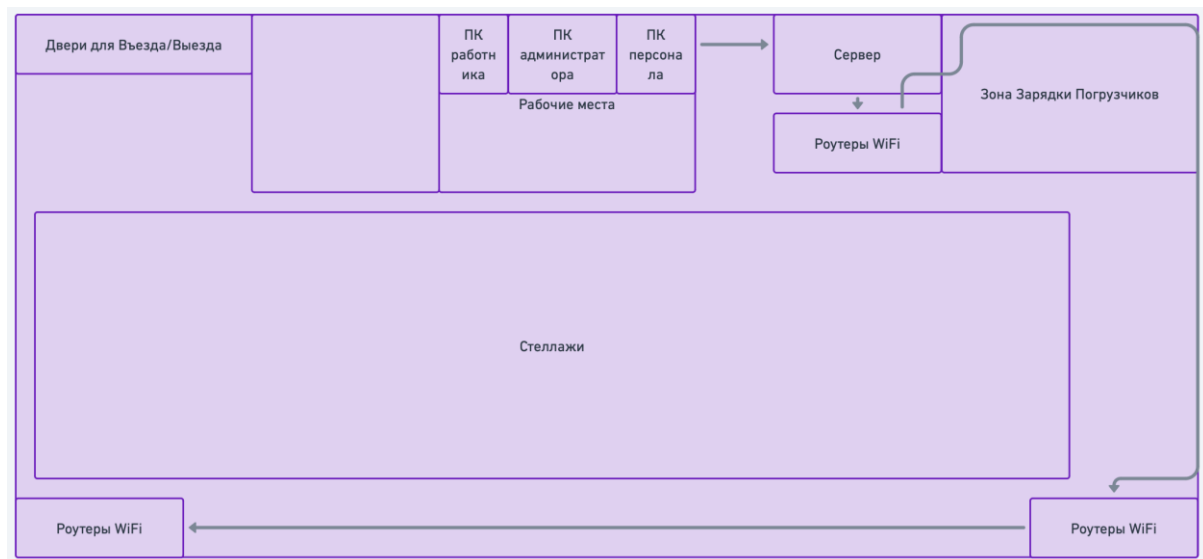 Двери для Въезда/Выезда
ПК
работн
ика
ПК
администрат
ора
ПК
персона
ла
Рабочие места
Сервер
Зона Зарядки Погрузчиков
Роутеры WiFi
Стеллажи
Роутеры WiFi
Роутеры WiFi